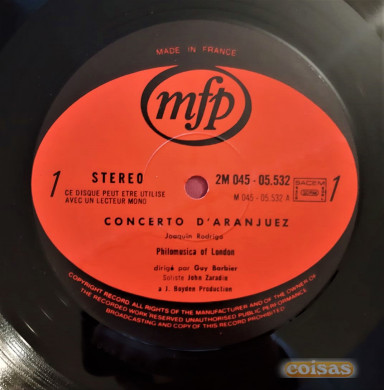 MADE IN FRANCE
mfp
1 STEREO 2M 045 - 05.532 SACEM 1
CE DISQUE PEUT ETRE UTILISE
AVEC UN LECTEUR MONO
M 045 - 05.532 A
CONCERTO D'ARANJUEZ
Joaquin Rodrigo
Philomusica of London
dirigé par Guy Barbier
Soliste John Zaradin
a J. Boyden Production
COPYRIGHT RECORD ALL RIGHTS OF THE MANUFACTURER AND OF THE OWNER OF
THE RECORDED WORK RESERVED UNAUTHORISED PUBLIC PERFORMANCE
BROADCASTING AND COPY OF THIS RECORD PROHIBITED
coisas